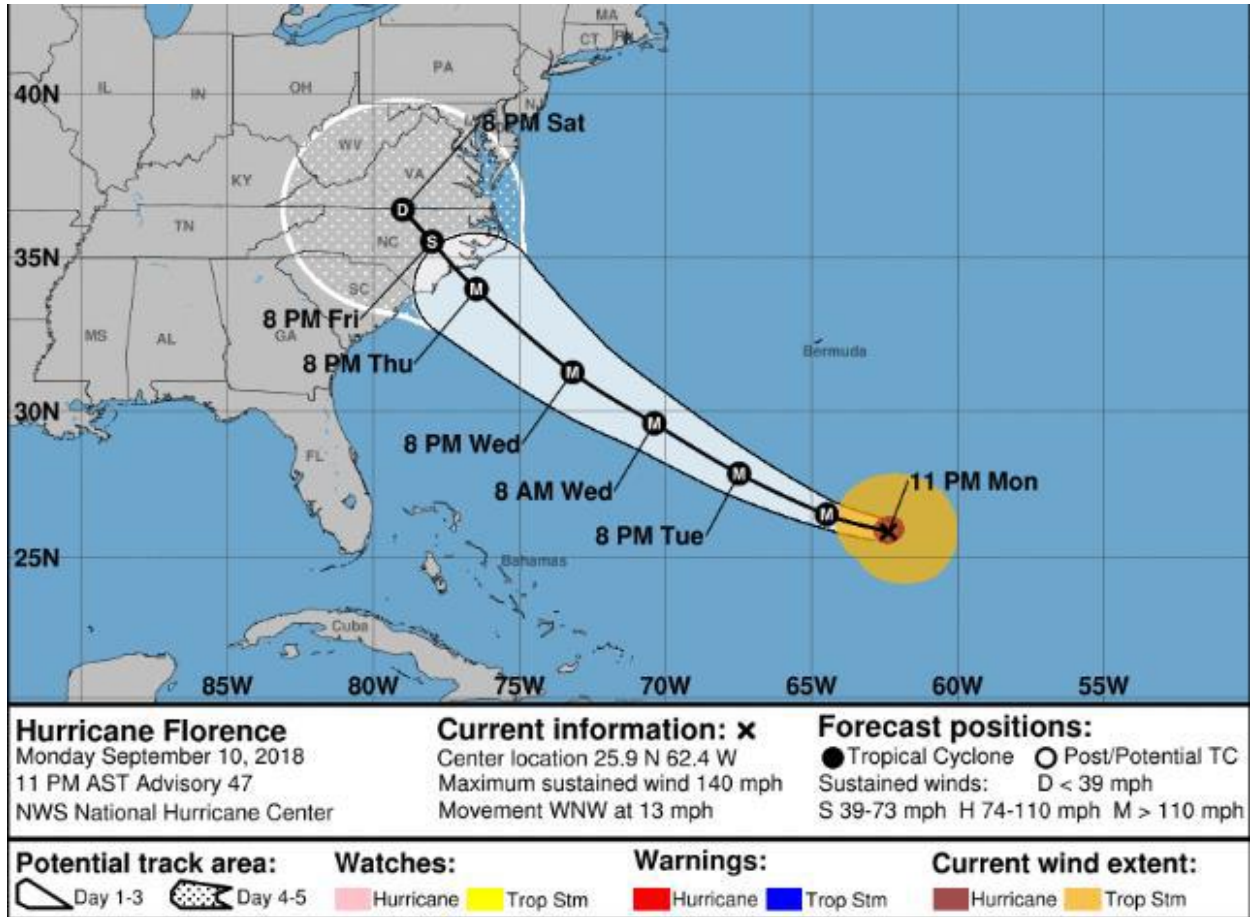 MA
CT
RI
PA
NJ
40N
IL
IN
OH
8 PM Sat
WV
VA
KY
TN
NC
35N
SC
8 PM Fri
MS
AL
GA
8 PM Thu
Bermuda
30N
8 PM Wed
FL
8 AM Wed
11 PM Mon
8 PM Tue
25N
Bahamas
Cuba
D
S
M
M
M
M
M
85W 80W 75W 70W 65W 60W 55W
Hurricane Florence
Monday September 10, 2018
11 PM AST Advisory 47
NWS National Hurricane Center
Current information: x
Center location 25.9 N 62.4 W
Maximum sustained wind 140 mph
Movement WNW at 13 mph
Forecast positions:
Tropical Cyclone Post/Potential TC
Sustained winds: D < 39 mph
S 39-73 mph H 74-110 mph M > 110 mph
Potential track area:
Day 1-3 Day 4-5
Watches:
Hurricane Trop Stm
Warnings:
Hurricane Trop Stm
Current wind extent:
Hurricane Trop Stm